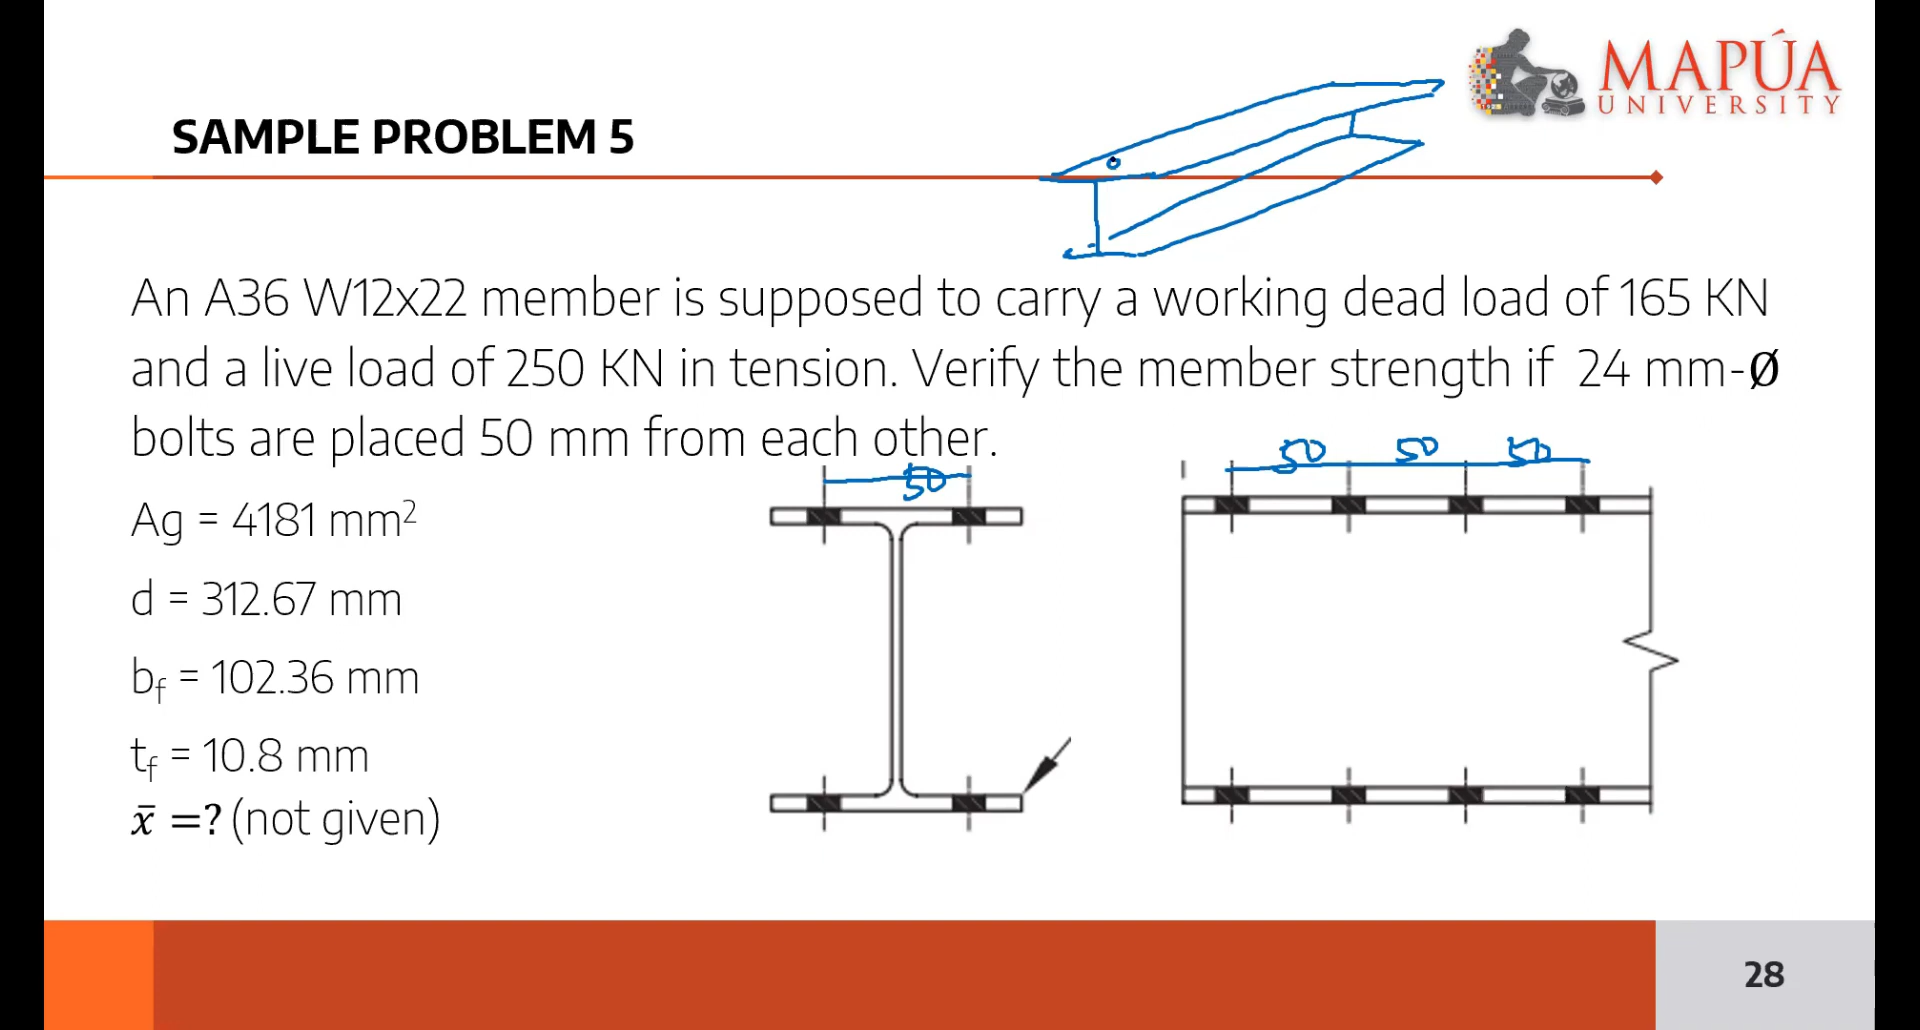 MAPÚA
UNIVERSITY
SAMPLE PROBLEM 5
An A36 W12x22 member is supposed to carry a working dead load of 165 KN
and a live load of 250 KN in tension. Verify the member strength if 24 mm-Ø
bolts are placed 50 mm from each other.
50
50 50 50
Ag = 4181 mm²
d = 312.67 mm
b_f = 102.36 mm
t_f = 10.8 mm
x̄ =? (not given)
28